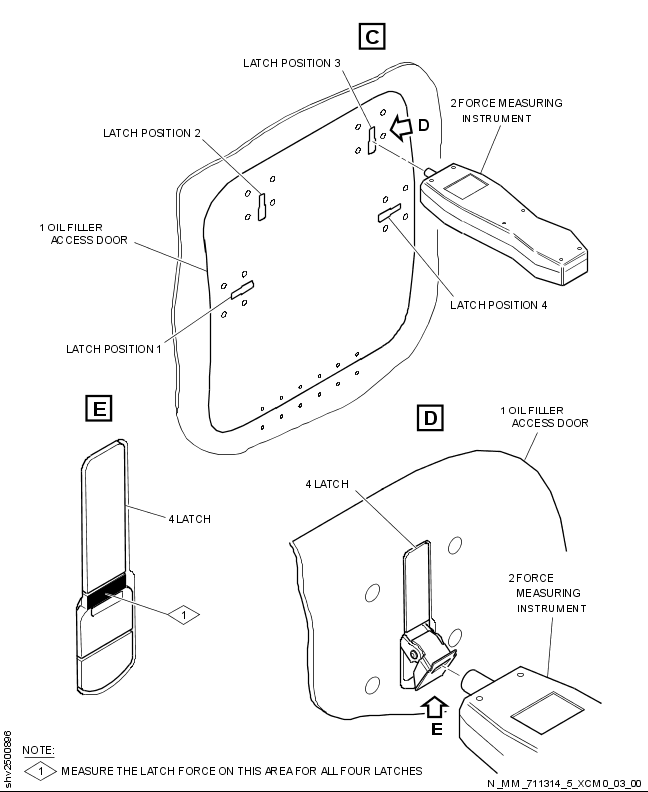 C
LATCH POSITION 3
2 FORCE MEASURING
INSTRUMENT
D
LATCH POSITION 2
1 OIL FILLER
ACCESS DOOR
LATCH POSITION 4
LATCH POSITION 1
E
D
1 OIL FILLER
ACCESS DOOR
4 LATCH
4 LATCH
2 FORCE
MEASURING
INSTRUMENT
1
E
shv2500896
NOTE:
1 MEASURE THE LATCH FORCE ON THIS AREA FOR ALL FOUR LATCHES
N_MM_711314_5_XCM0_03_00